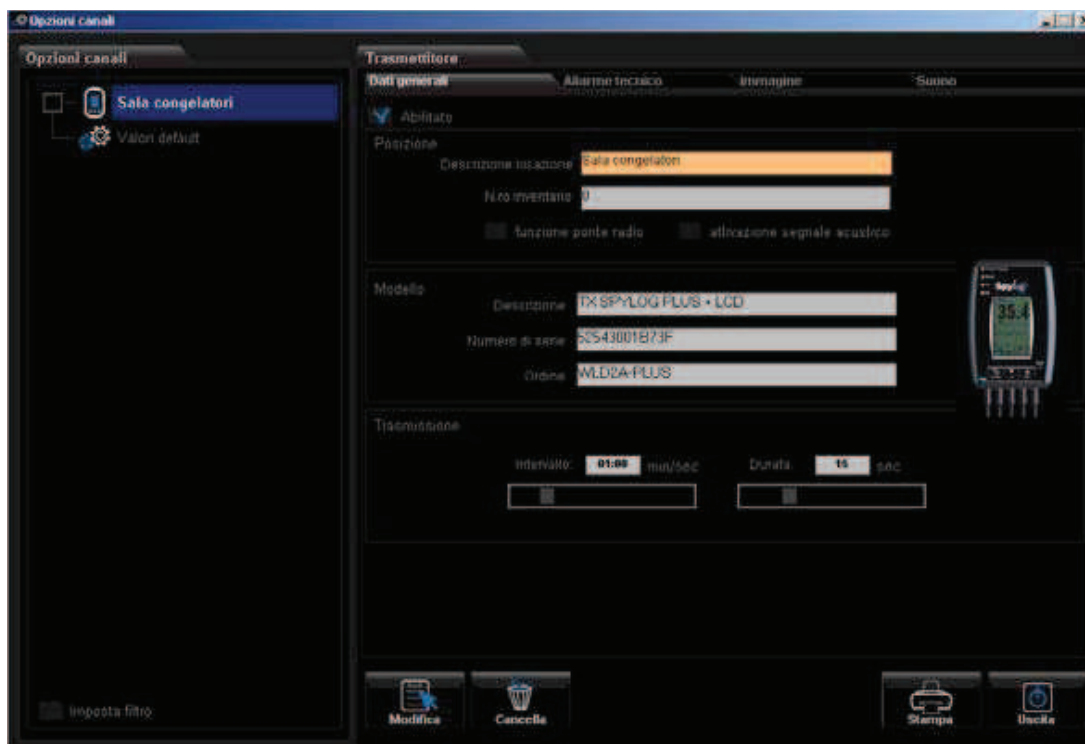 Opzioni canali
Opzioni canali
Sala congelatori
Valori default
Imposta filtro
Trasmettitore
Dati generali Allarme tecnico Immagine Suono
Abilitato
Posizione
Descrizione locazione Sala congelatori
N.ro inventario 0
funzione ponte radio attivazione segnale acustico
Modello
Descrizione TX SPYLOG PLUS + LCD
Numero di serie 52543001B73F
Ordine WLD2A-PLUS
SpyLog
35.4
Trasmissione
Intervallo: 01:00 min/sec Durata: 15 sec
Modifica Cancella Stampa Uscita